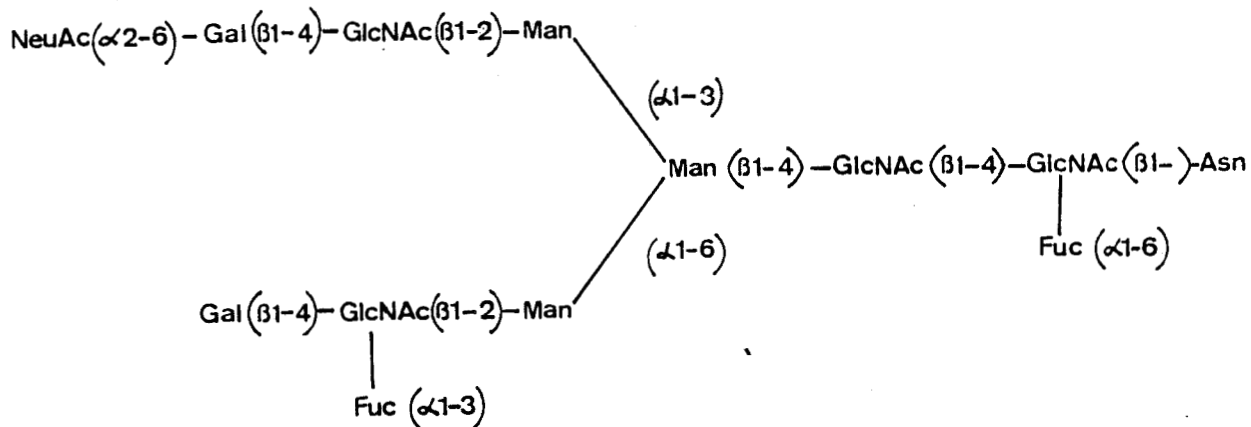 NeuAc(α2-6)-Gal(β1-4)-GlcNAc(β1-2)-Man
(α1-3)
Man(β1-4)-GlcNAc(β1-4)-GlcNAc(β1-)-Asn
(α1-6)
Fuc (α1-6)
Gal(β1-4)-GlcNAc(β1-2)-Man
Fuc (α1-3)